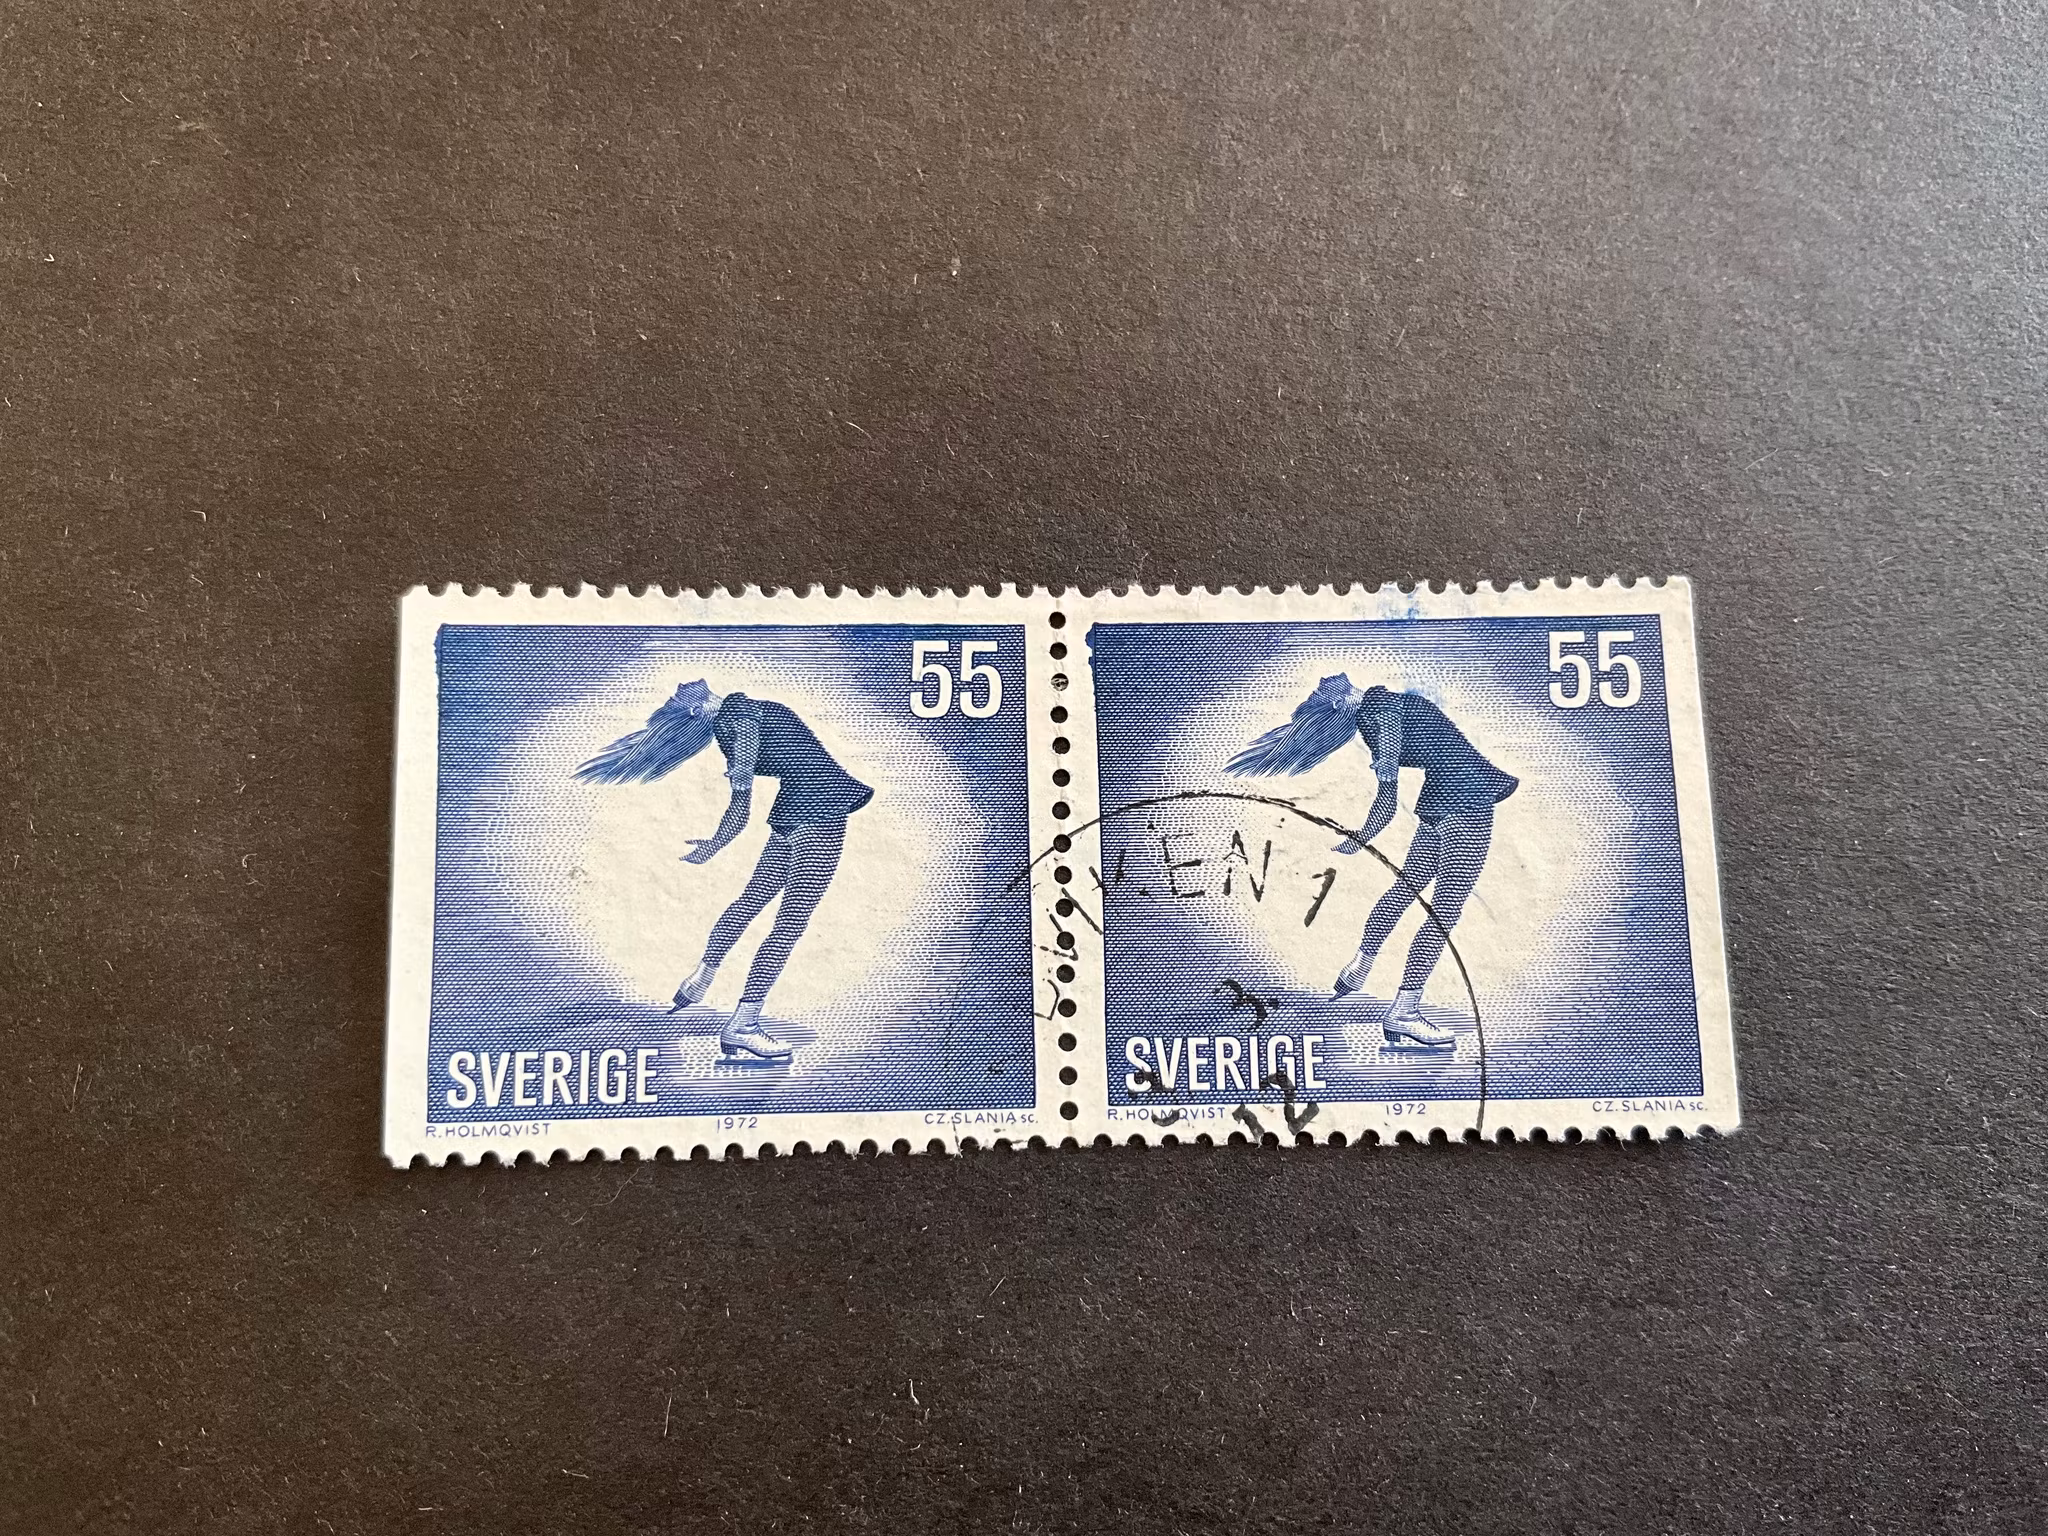 55
55
SVERIGE
SVERIGE
R.HOLMQVIST 1972 CZ.SLANIA sc.
R.HOLMQVIST 1972 CZ.SLANIA sc.